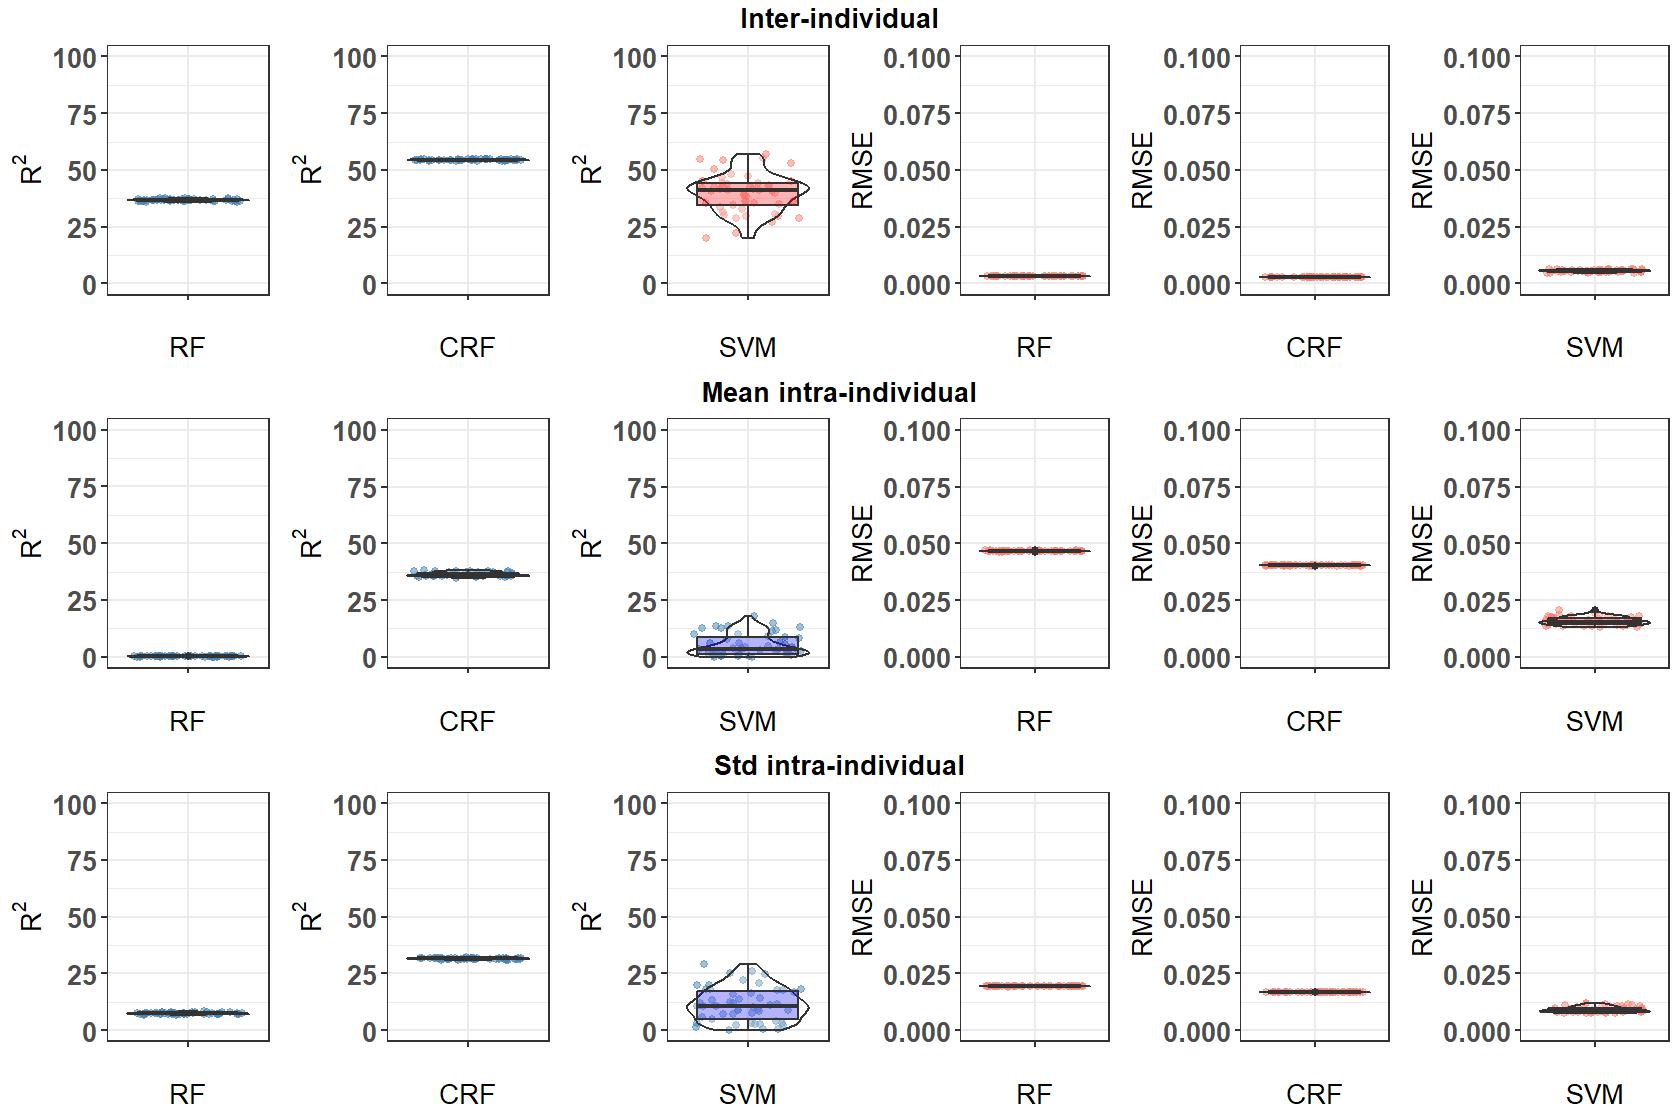 Inter-individual
R² 100 75 50 25 0 RF
R² 100 75 50 25 0 CRF
R² 100 75 50 25 0 SVM
RMSE 0.100 0.075 0.050 0.025 0.000 RF
RMSE 0.100 0.075 0.050 0.025 0.000 CRF
RMSE 0.100 0.075 0.050 0.025 0.000 SVM
Mean intra-individual
R² 100 75 50 25 0 RF
R² 100 75 50 25 0 CRF
R² 100 75 50 25 0 SVM
RMSE 0.100 0.075 0.050 0.025 0.000 RF
RMSE 0.100 0.075 0.050 0.025 0.000 CRF
RMSE 0.100 0.075 0.050 0.025 0.000 SVM
Std intra-individual
R² 100 75 50 25 0 RF
R² 100 75 50 25 0 CRF
R² 100 75 50 25 0 SVM
RMSE 0.100 0.075 0.050 0.025 0.000 RF
RMSE 0.100 0.075 0.050 0.025 0.000 CRF
RMSE 0.100 0.075 0.050 0.025 0.000 SVM